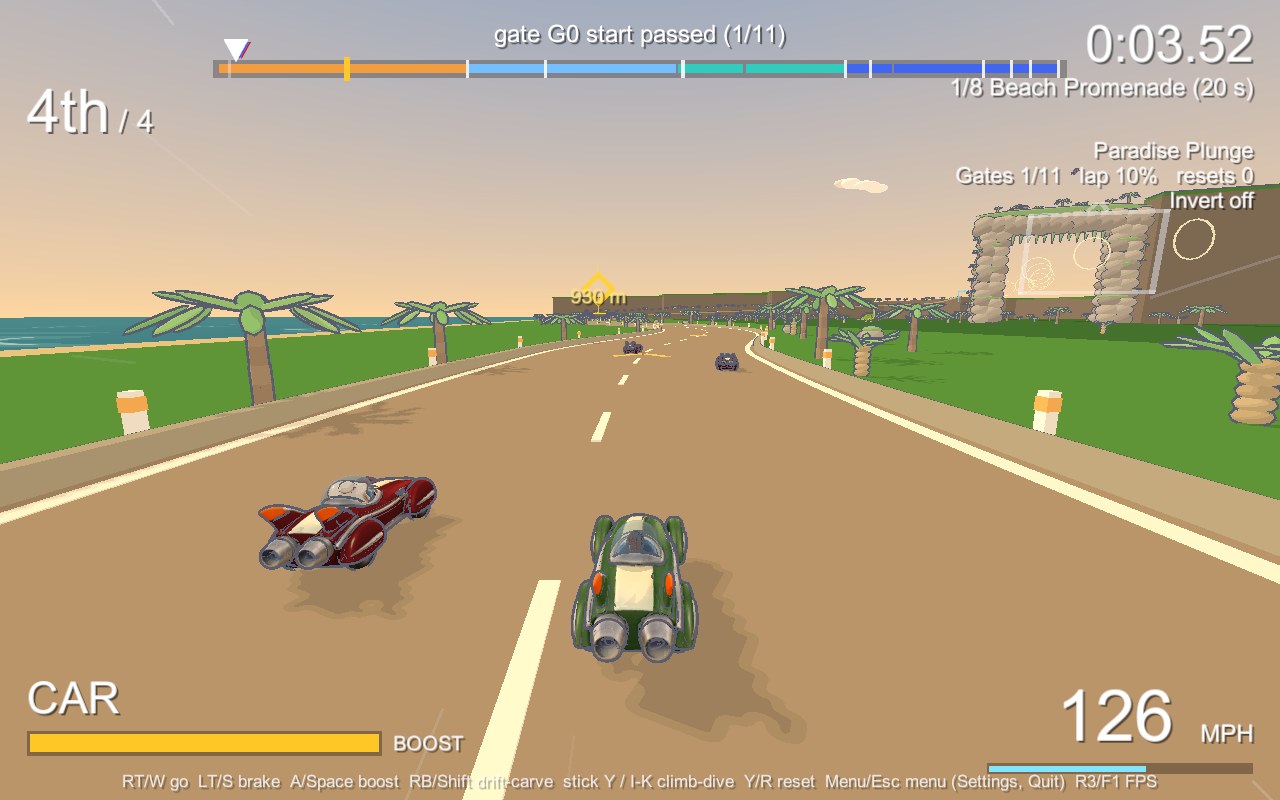 gate G0 start passed (1/11)
0:03.52
1/8 Beach Promenade (20 s)
4th / 4
Paradise Plunge
Gates 1/11 lap 10% resets 0
Invert off
930 m
CAR
BOOST
126 MPH
RT/W go LT/S brake A/Space boost RB/Shift drift-carve stick Y / I-K climb-dive Y/R reset Menu/Esc menu (Settings, Quit) R3/F1 FPS